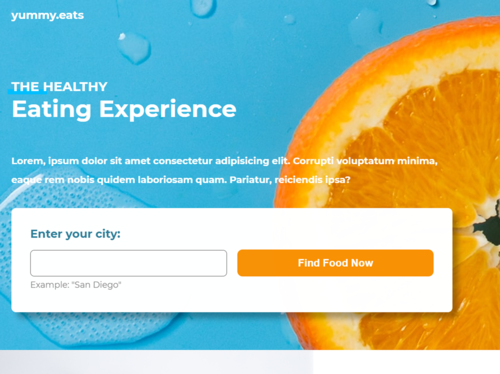 yummy.eats
THE HEALTHY
Eating Experience
Lorem, ipsum dolor sit amet consectetur adipisicing elit. Corrupti voluptatum minima,
eaque rem nobis quidem laboriosam quam. Pariatur, reiciendis ipsa?
Enter your city:
Find Food Now
Example: "San Diego"